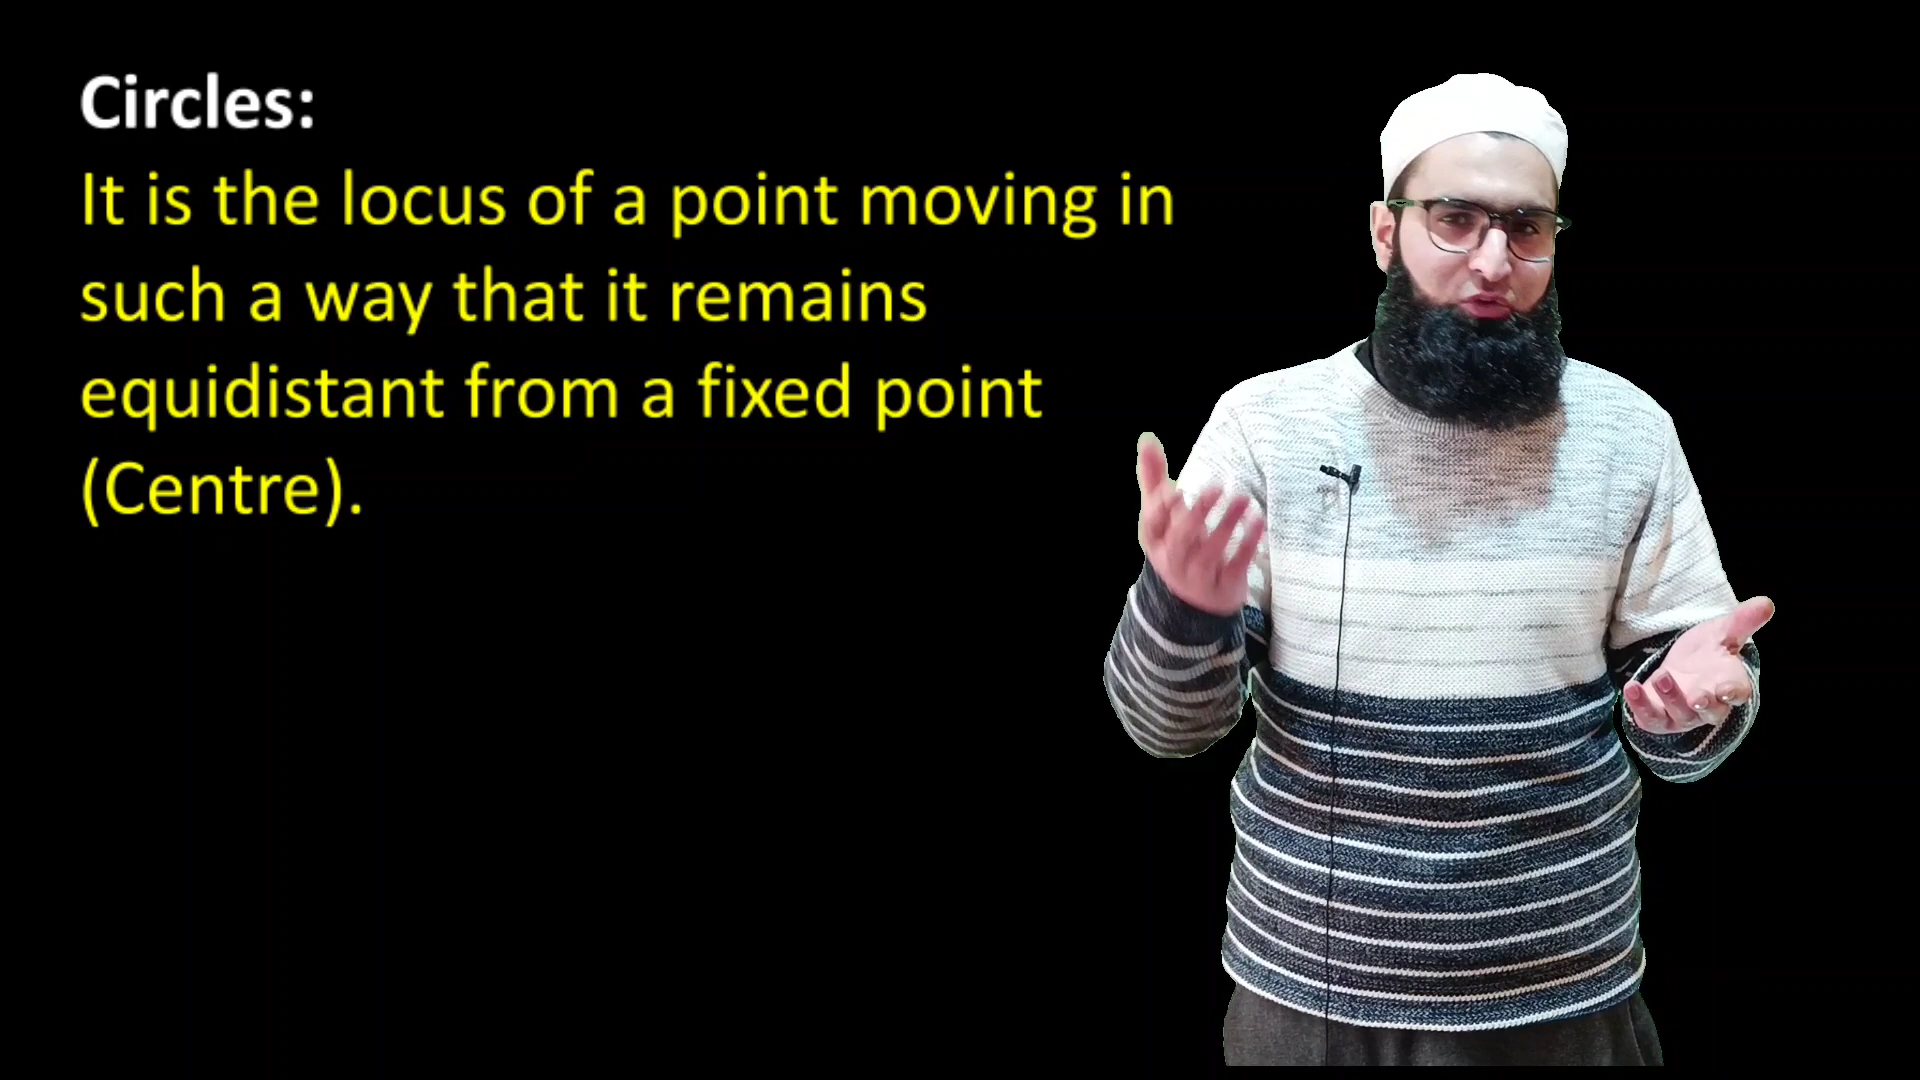 Circles:
It is the locus of a point moving in
such a way that it remains
equidistant from a fixed point
(Centre).